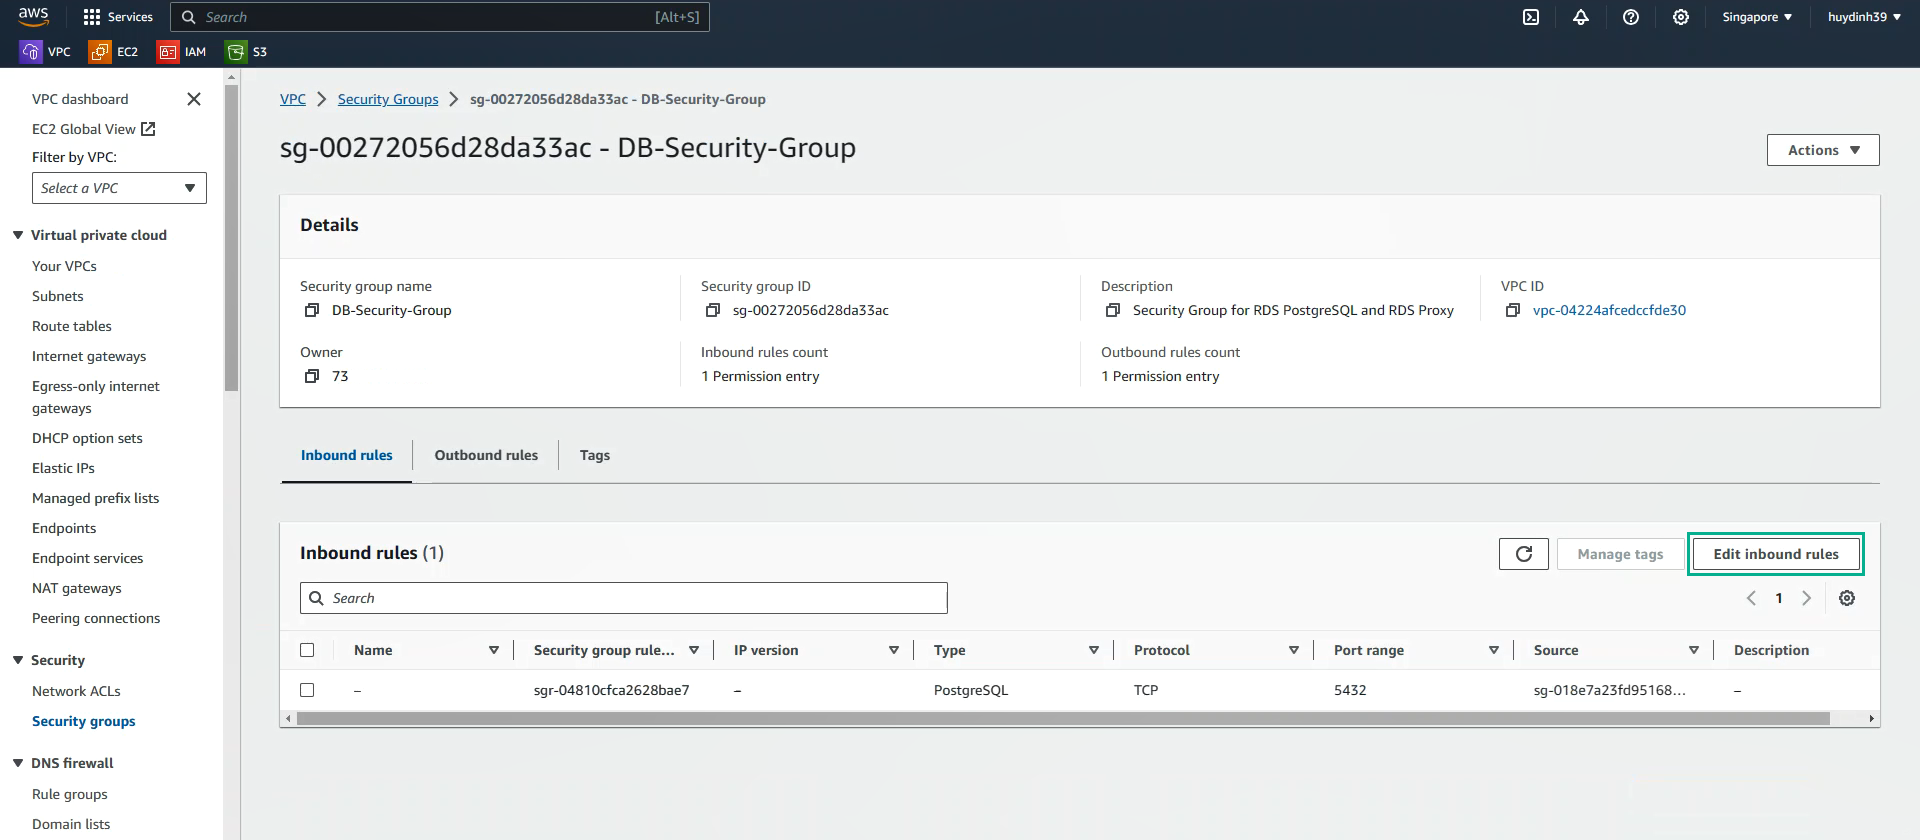 aws
Services
Search
[Alt+S]
Singapore
huydinh39
VPC
EC2
IAM
S3
VPC dashboard
EC2 Global View
Filter by VPC:
Select a VPC
Virtual private cloud
Your VPCs
Subnets
Route tables
Internet gateways
Egress-only internet
gateways
DHCP option sets
Elastic IPs
Managed prefix lists
Endpoints
Endpoint services
NAT gateways
Peering connections
Security
Network ACLs
Security groups
DNS firewall
Rule groups
Domain lists
VPC > Security Groups > sg-00272056d28da33ac - DB-Security-Group
sg-00272056d28da33ac - DB-Security-Group
Actions
Details
Security group name
DB-Security-Group
Security group ID
sg-00272056d28da33ac
Description
Security Group for RDS PostgreSQL and RDS Proxy
VPC ID
vpc-04224afcedccfde30
Owner
73
Inbound rules count
1 Permission entry
Outbound rules count
1 Permission entry
Inbound rules
Outbound rules
Tags
Inbound rules (1)
Manage tags
Edit inbound rules
Search
1
Name Security group rule... IP version Type Protocol Port range Source Description
– sgr-04810cfca2628bae7 – PostgreSQL TCP 5432 sg-018e7a23fd95168... –